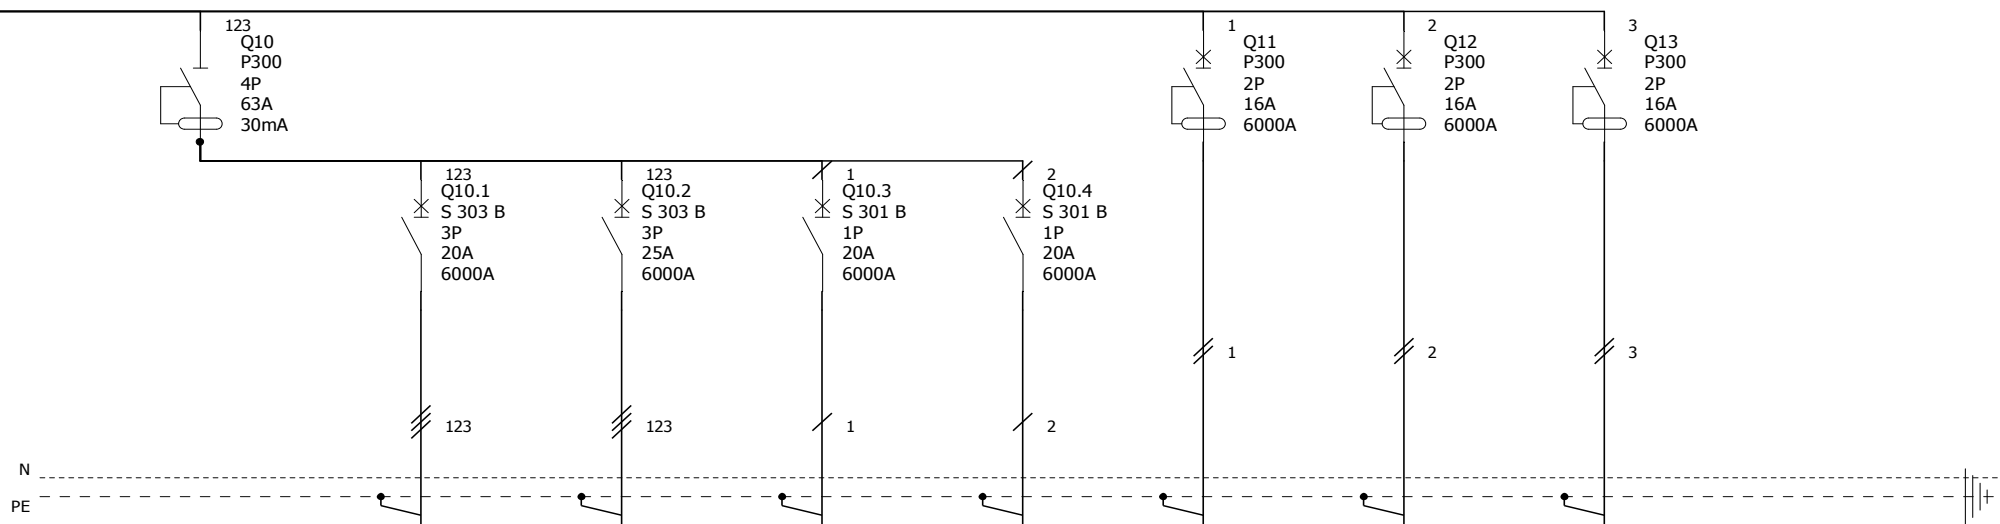 123
Q10
P300
4P
63A
30mA
1
Q11
P300
2P
16A
6000A
2
Q12
P300
2P
16A
6000A
3
Q13
P300
2P
16A
6000A
123
Q10.1
S 303 B
3P
20A
6000A
123
Q10.2
S 303 B
3P
25A
6000A
1
Q10.3
S 301 B
1P
20A
6000A
2
Q10.4
S 301 B
1P
20A
6000A
1
2
3
123
123
1
2
N
PE